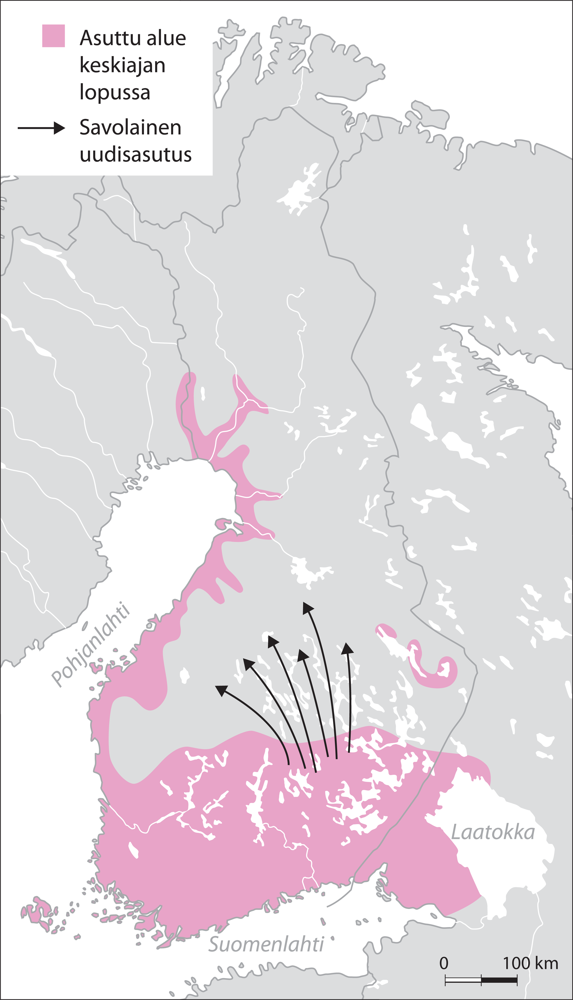 Asuttu alue
keskiajan
lopussa
Savolainen
uudisasutus
Pohjanlahti
Laatokka
Suomenlahti
0 100 km